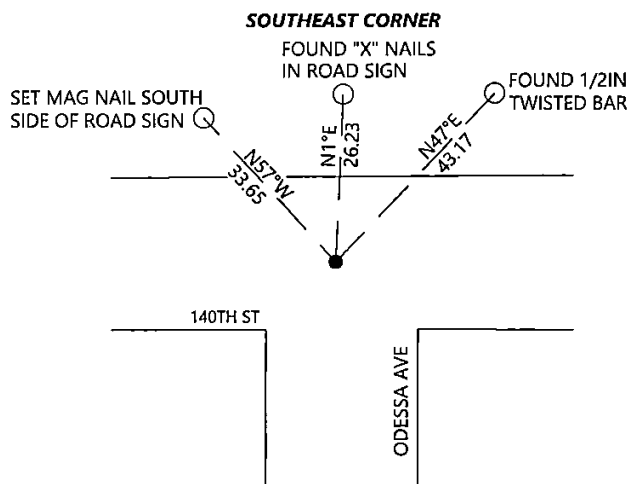 SOUTHEAST CORNER
FOUND "X" NAILS
IN ROAD SIGN
SET MAG NAIL SOUTH
SIDE OF ROAD SIGN
FOUND 1/2IN
TWISTED BAR
N57°W
33.65
N1°E
26.23
N47°E
43.17
140TH ST
ODESSA AVE